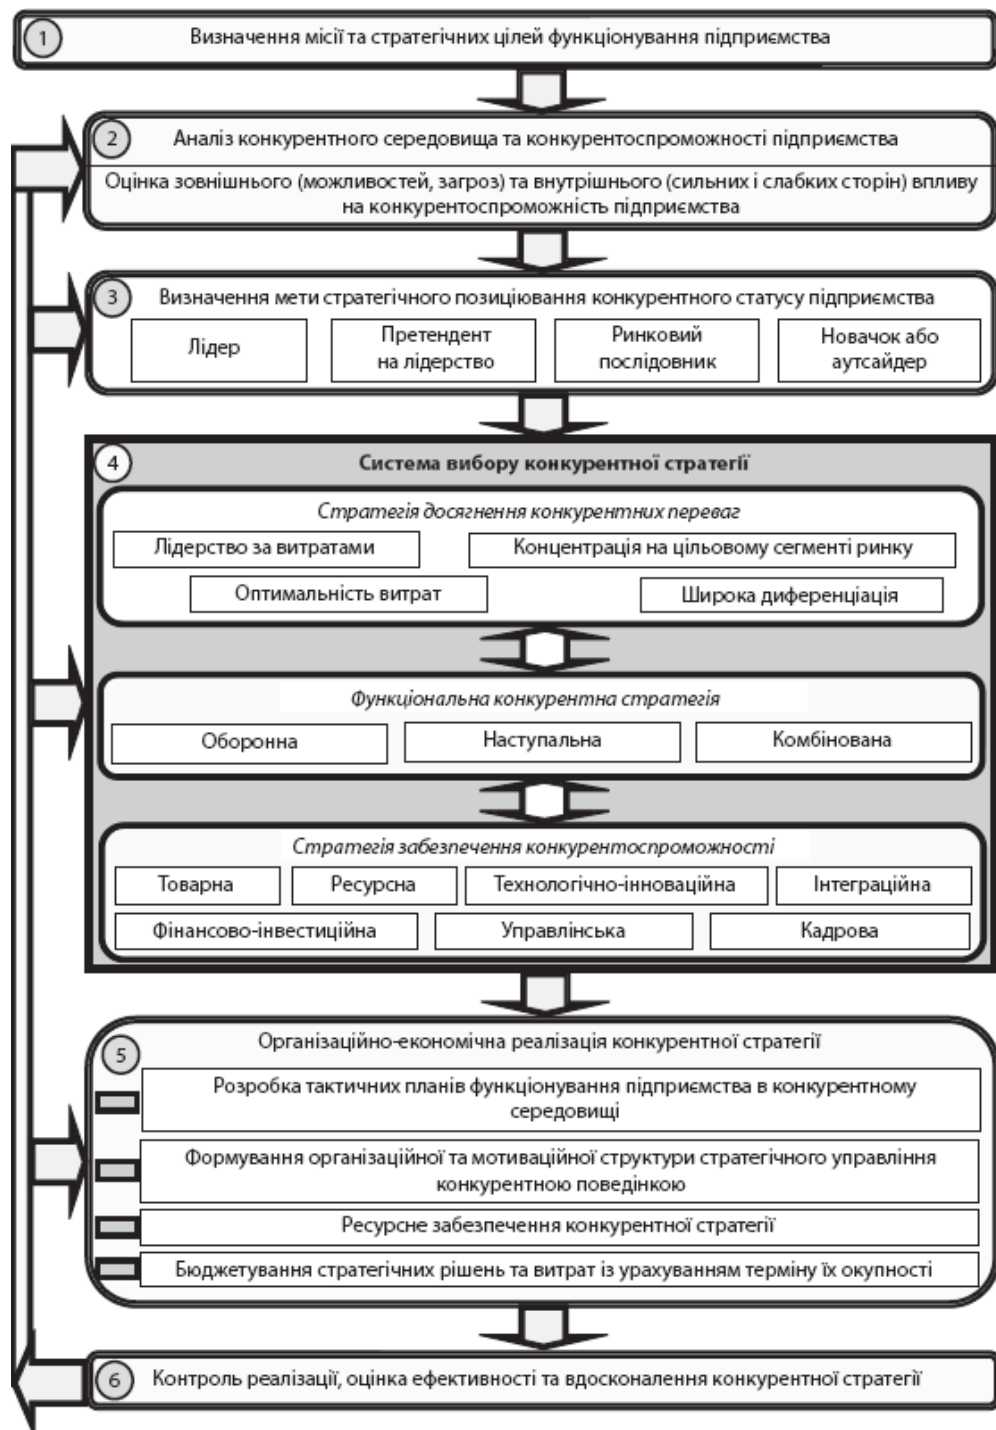 1
Визначення місії та стратегічних цілей функціонування підприємства
2
Аналіз конкурентного середовища та конкурентоспроможності підприємства
Оцінка зовнішнього (можливостей, загроз) та внутрішнього (сильних і слабких сторін) впливу
на конкурентоспроможність підприємства
3
Визначення мети стратегічного позиціювання конкурентного статусу підприємства
Лідер
Претендент
на лідерство
Ринковий
послідовник
Новачок або
аутсайдер
4
Система вибору конкурентної стратегії
Стратегія досягнення конкурентних переваг
Лідерство за витратами
Концентрація на цільовому сегменті ринку
Оптимальність витрат
Широка диференціація
Функціональна конкурентна стратегія
Оборонна
Наступальна
Комбінована
Стратегія забезпечення конкурентоспроможності
Товарна
Ресурсна
Технологічно-інноваційна
Інтеграційна
Фінансово-інвестиційна
Управлінська
Кадрова
5
Організаційно-економічна реалізація конкурентної стратегії
Розробка тактичних планів функціонування підприємства в конкурентному
середовищі
Формування організаційної та мотиваційної структури стратегічного управління
конкурентною поведінкою
Ресурсне забезпечення конкурентної стратегії
Бюджетування стратегічних рішень та витрат із урахуванням терміну їх окупності
6
Контроль реалізації, оцінка ефективності та вдосконалення конкурентної стратегії